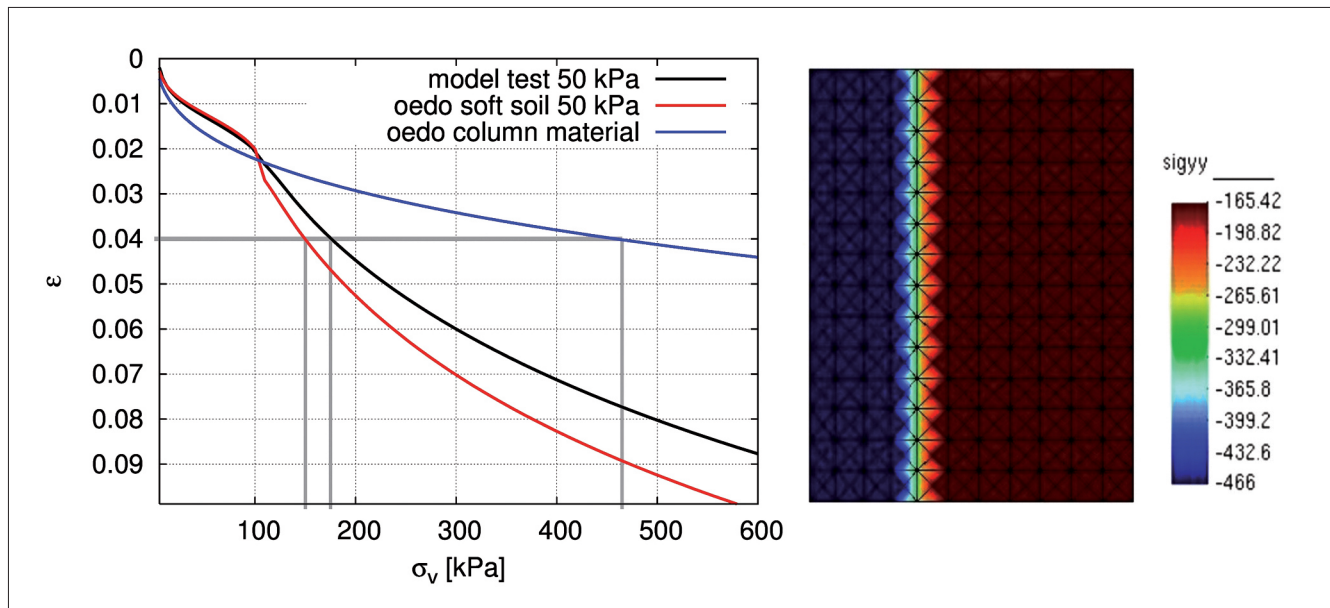 0
0.01
0.02
0.03
0.04
0.05
0.06
0.07
0.08
0.09
ε
model test 50 kPa
oedo soft soil 50 kPa
oedo column material
100 200 300 400 500 600
σv [kPa]
sigyy
-165.42
-198.82
-232.22
-265.61
-299.01
-332.41
-365.8
-399.2
-432.6
-466